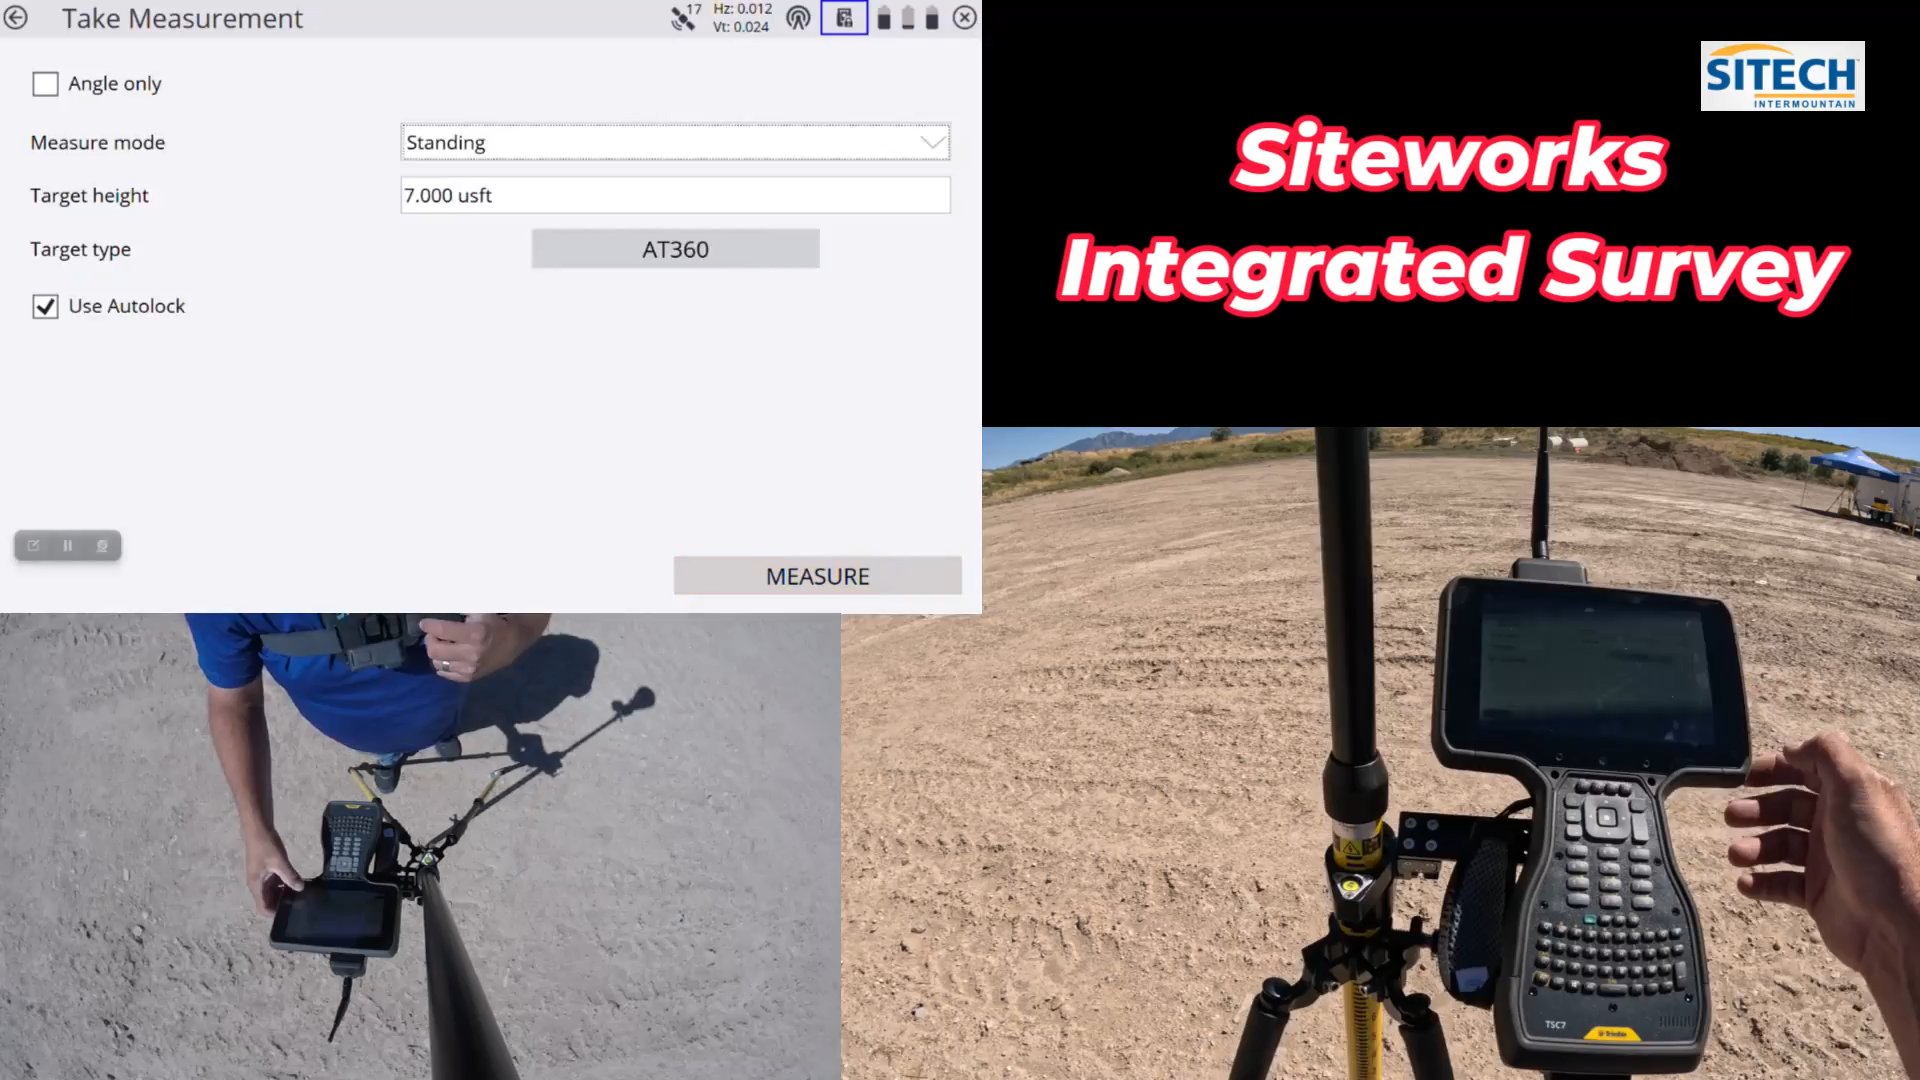 Take Measurement
17
Hz: 0.012
Vt: 0.024
Angle only
Measure mode
Standing
Target height
7.000 usft
Target type
AT360
Use Autolock
MEASURE
SITECH
INTERMOUNTAIN
Siteworks
Integrated Survey
TSC7
Trimble